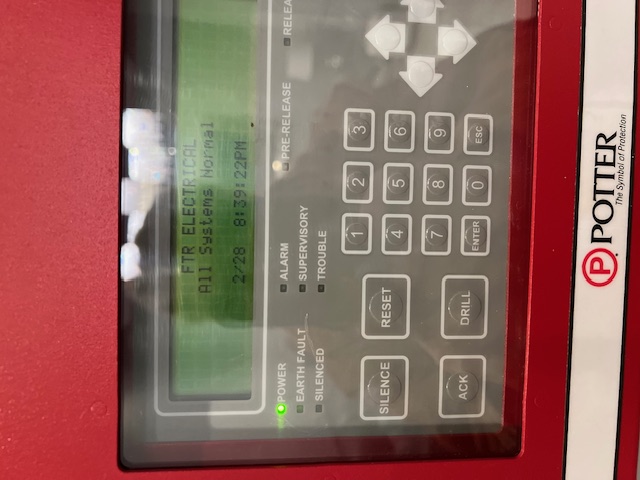 FTR ELECTRICAL
All Systems Normal
2/28 8:39:22PM
POWER
ALARM
PRE-RELEASE
RELEA
EARTH FAULT
SUPERVISORY
SILENCED
TROUBLE
SILENCE
RESET
1
2
3
4
5
6
ACK
DRILL
7
8
9
ENTER
0
ESC
P POTTER
The Symbol of Protection